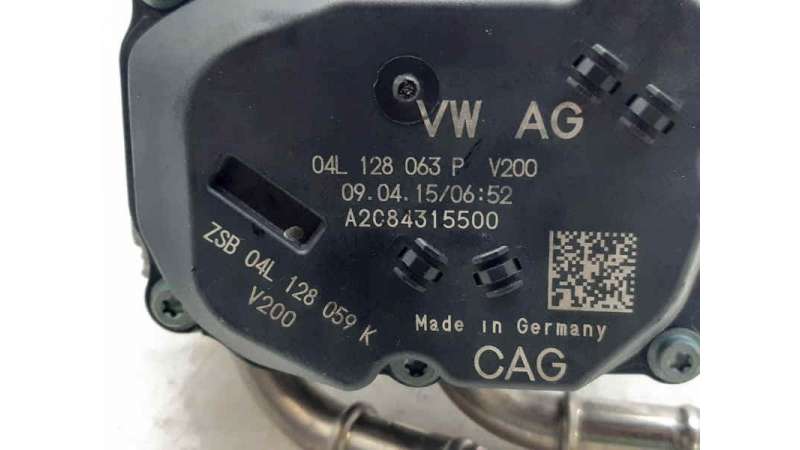 VW AG
04L 128 063 P V200
09.04.15/06:52
A2C84315500
ZSB 04L 128 059 K
V200
Made in Germany
CAG